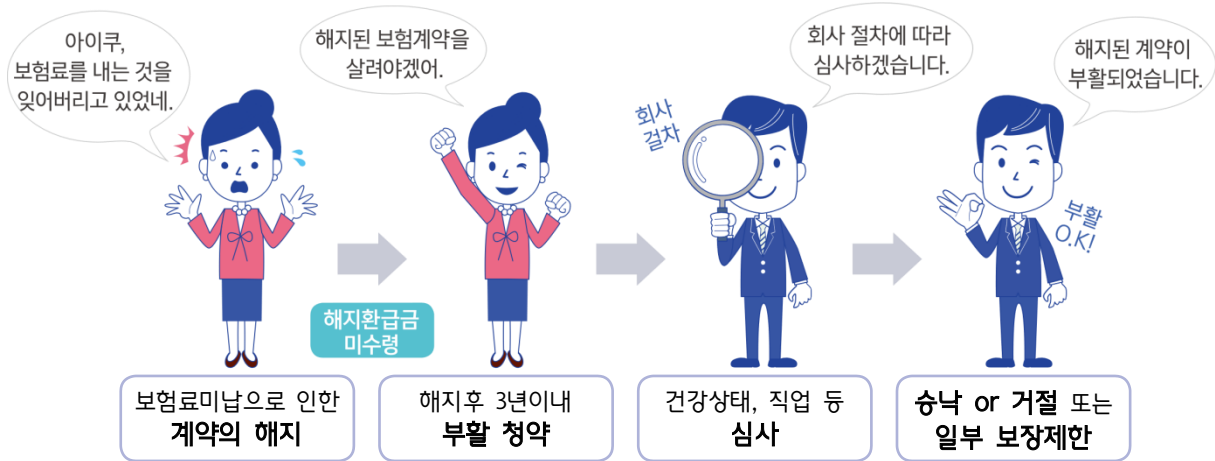 아이쿠,
보험료를 내는 것을
잊어버리고 있었네.
해지된 보험계약을
살려야겠어.
회사 절차에 따라
심사하겠습니다.
해지된 계약이
부활되었습니다.
회사
걸차
부활
O.K!
해지환급금
미수령
보험료미납으로 인한
계약의 해지
해지후 3년이내
부활 청약
건강상태, 직업 등
심사
승낙 or 거절 또는
일부 보장제한